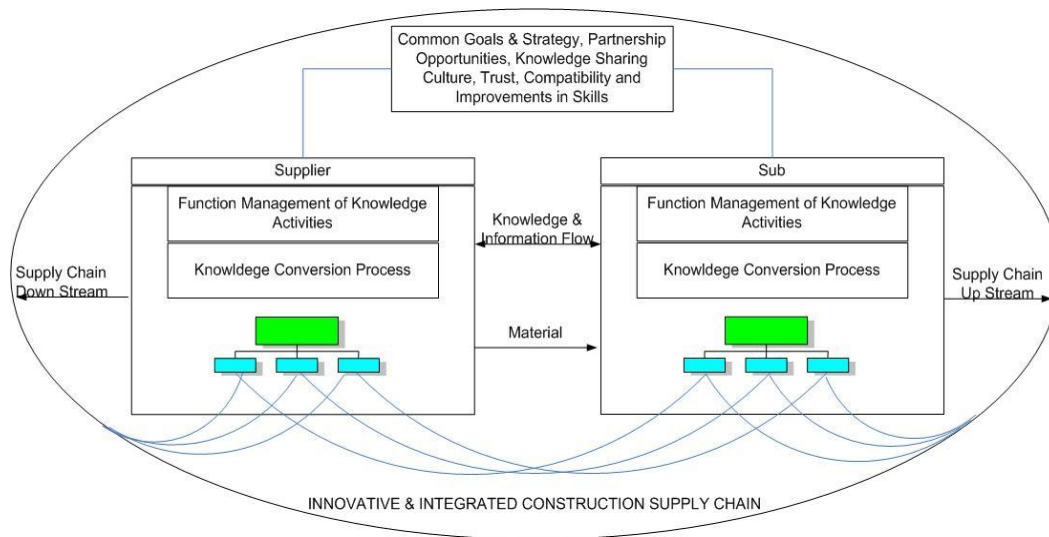 Common Goals & Strategy, Partnership
Opportunities, Knowledge Sharing
Culture, Trust, Compatibility and
Improvements in Skills
Supplier
Sub
Function Management of Knowledge
Activities
Function Management of Knowledge
Activities
Knowledge &
Information Flow
Knowldege Conversion Process
Knowldege Conversion Process
Supply Chain
Down Stream
Supply Chain
Up Stream
Material
INNOVATIVE & INTEGRATED CONSTRUCTION SUPPLY CHAIN